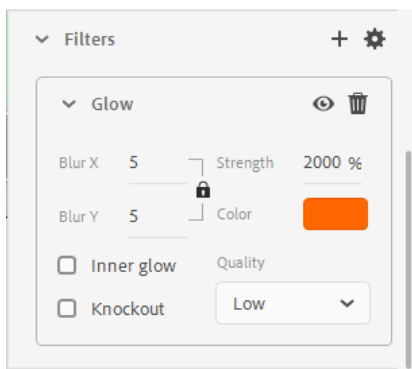 Filters
Glow
Blur X 5 Strength 2000 %
Blur Y 5 Color
Inner glow Quality
Knockout Low